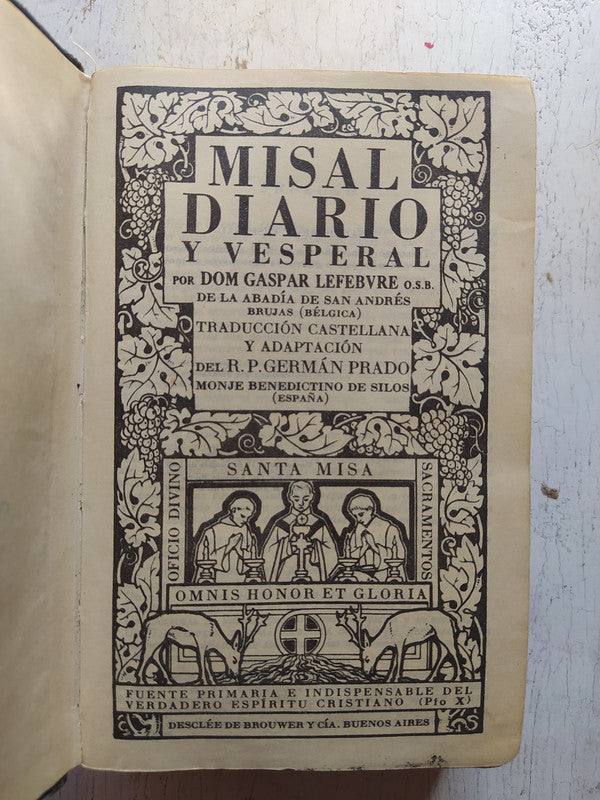 MISAL
DIARIO
Y VESPERAL
POR DOM GASPAR LEFEBVRE O.S.B.
DE LA ABADÍA DE SAN ANDRÉS
BRUJAS (BÉLGICA)
TRADUCCIÓN CASTELLANA
Y ADAPTACIÓN
DEL R. P. GERMÁN PRADO
MONJE BENEDICTINO DE SILOS
(ESPAÑA)
OFICIO DIVINO
SANTA MISA
SACRAMENTOS
OMNIS HONOR ET GLORIA
FUENTE PRIMARIA E INDISPENSABLE DEL
VERDADERO ESPÍRITU CRISTIANO (Pío X)
DESCLÉE DE BROUWER Y CÍA. BUENOS AIRES